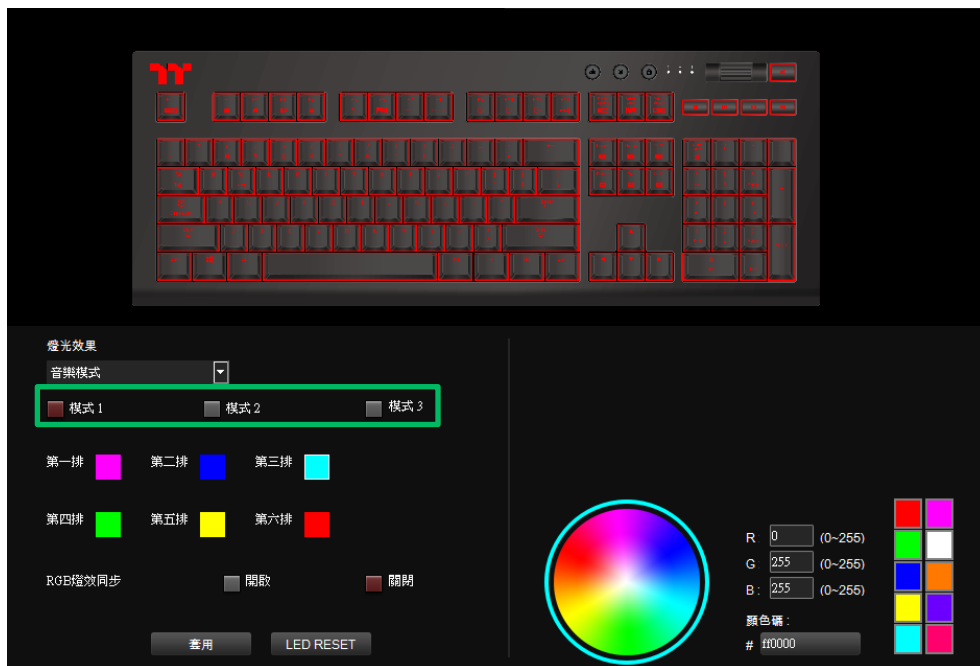 燈光效果
音樂模式
模式 1 模式 2 模式 3
第一排 第二排 第三排
第四排 第五排 第六排
RGB燈效同步 開啟 關閉
套用 LED RESET
R 0 (0~255)
G 255 (0~255)
B : 255 (0~255)
顏色碼 :
# ff0000